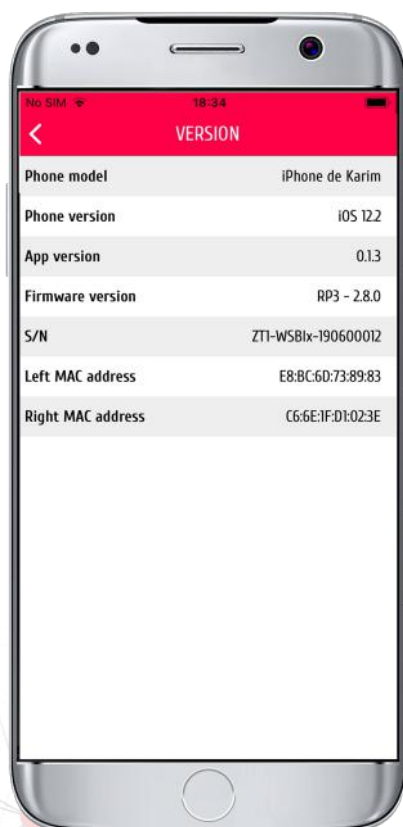 No SIM 18:34
VERSION
Phone model iPhone de Karim
Phone version iOS 12.2
App version 0.1.3
Firmware version RP3 - 2.8.0
S/N ZT1-WSBIx-190600012
Left MAC address E8:BC:6D:73:89:83
Right MAC address C6:6E:1F:D1:02:3E